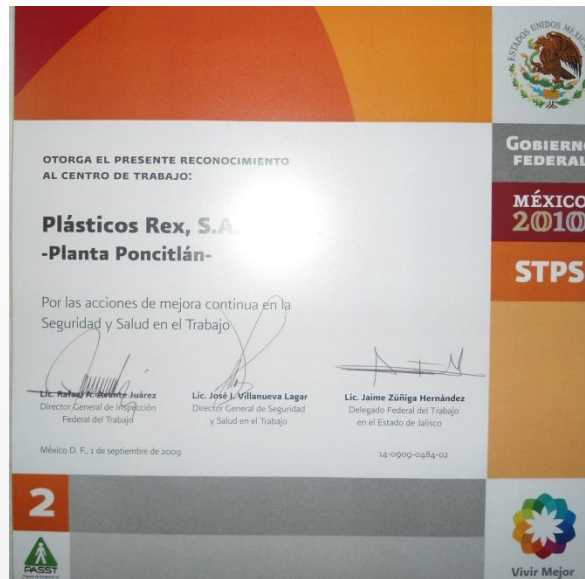 ESTADOS UNIDOS MEXICANOS
GOBIERNO
FEDERAL
MÉXICO
2010
STPS
OTORGA EL PRESENTE RECONOCIMIENTO
AL CENTRO DE TRABAJO:
Plásticos Rex, S.A.
-Planta Poncitlán-
Por las acciones de mejora continua en la
Seguridad y Salud en el Trabajo
Lic. Rafael A. Juárez
Director General de Inspección
Federal del Trabajo
Lic. José I. Villanueva Lagar
Director General de Seguridad
y Salud en el Trabajo
Lic. Jaime Zúñiga Hernández
Delegado Federal del Trabajo
en el Estado de Jalisco
México D. F., 1 de septiembre de 2009
14-0909-0484-02
2
PASST
Vivir Mejor